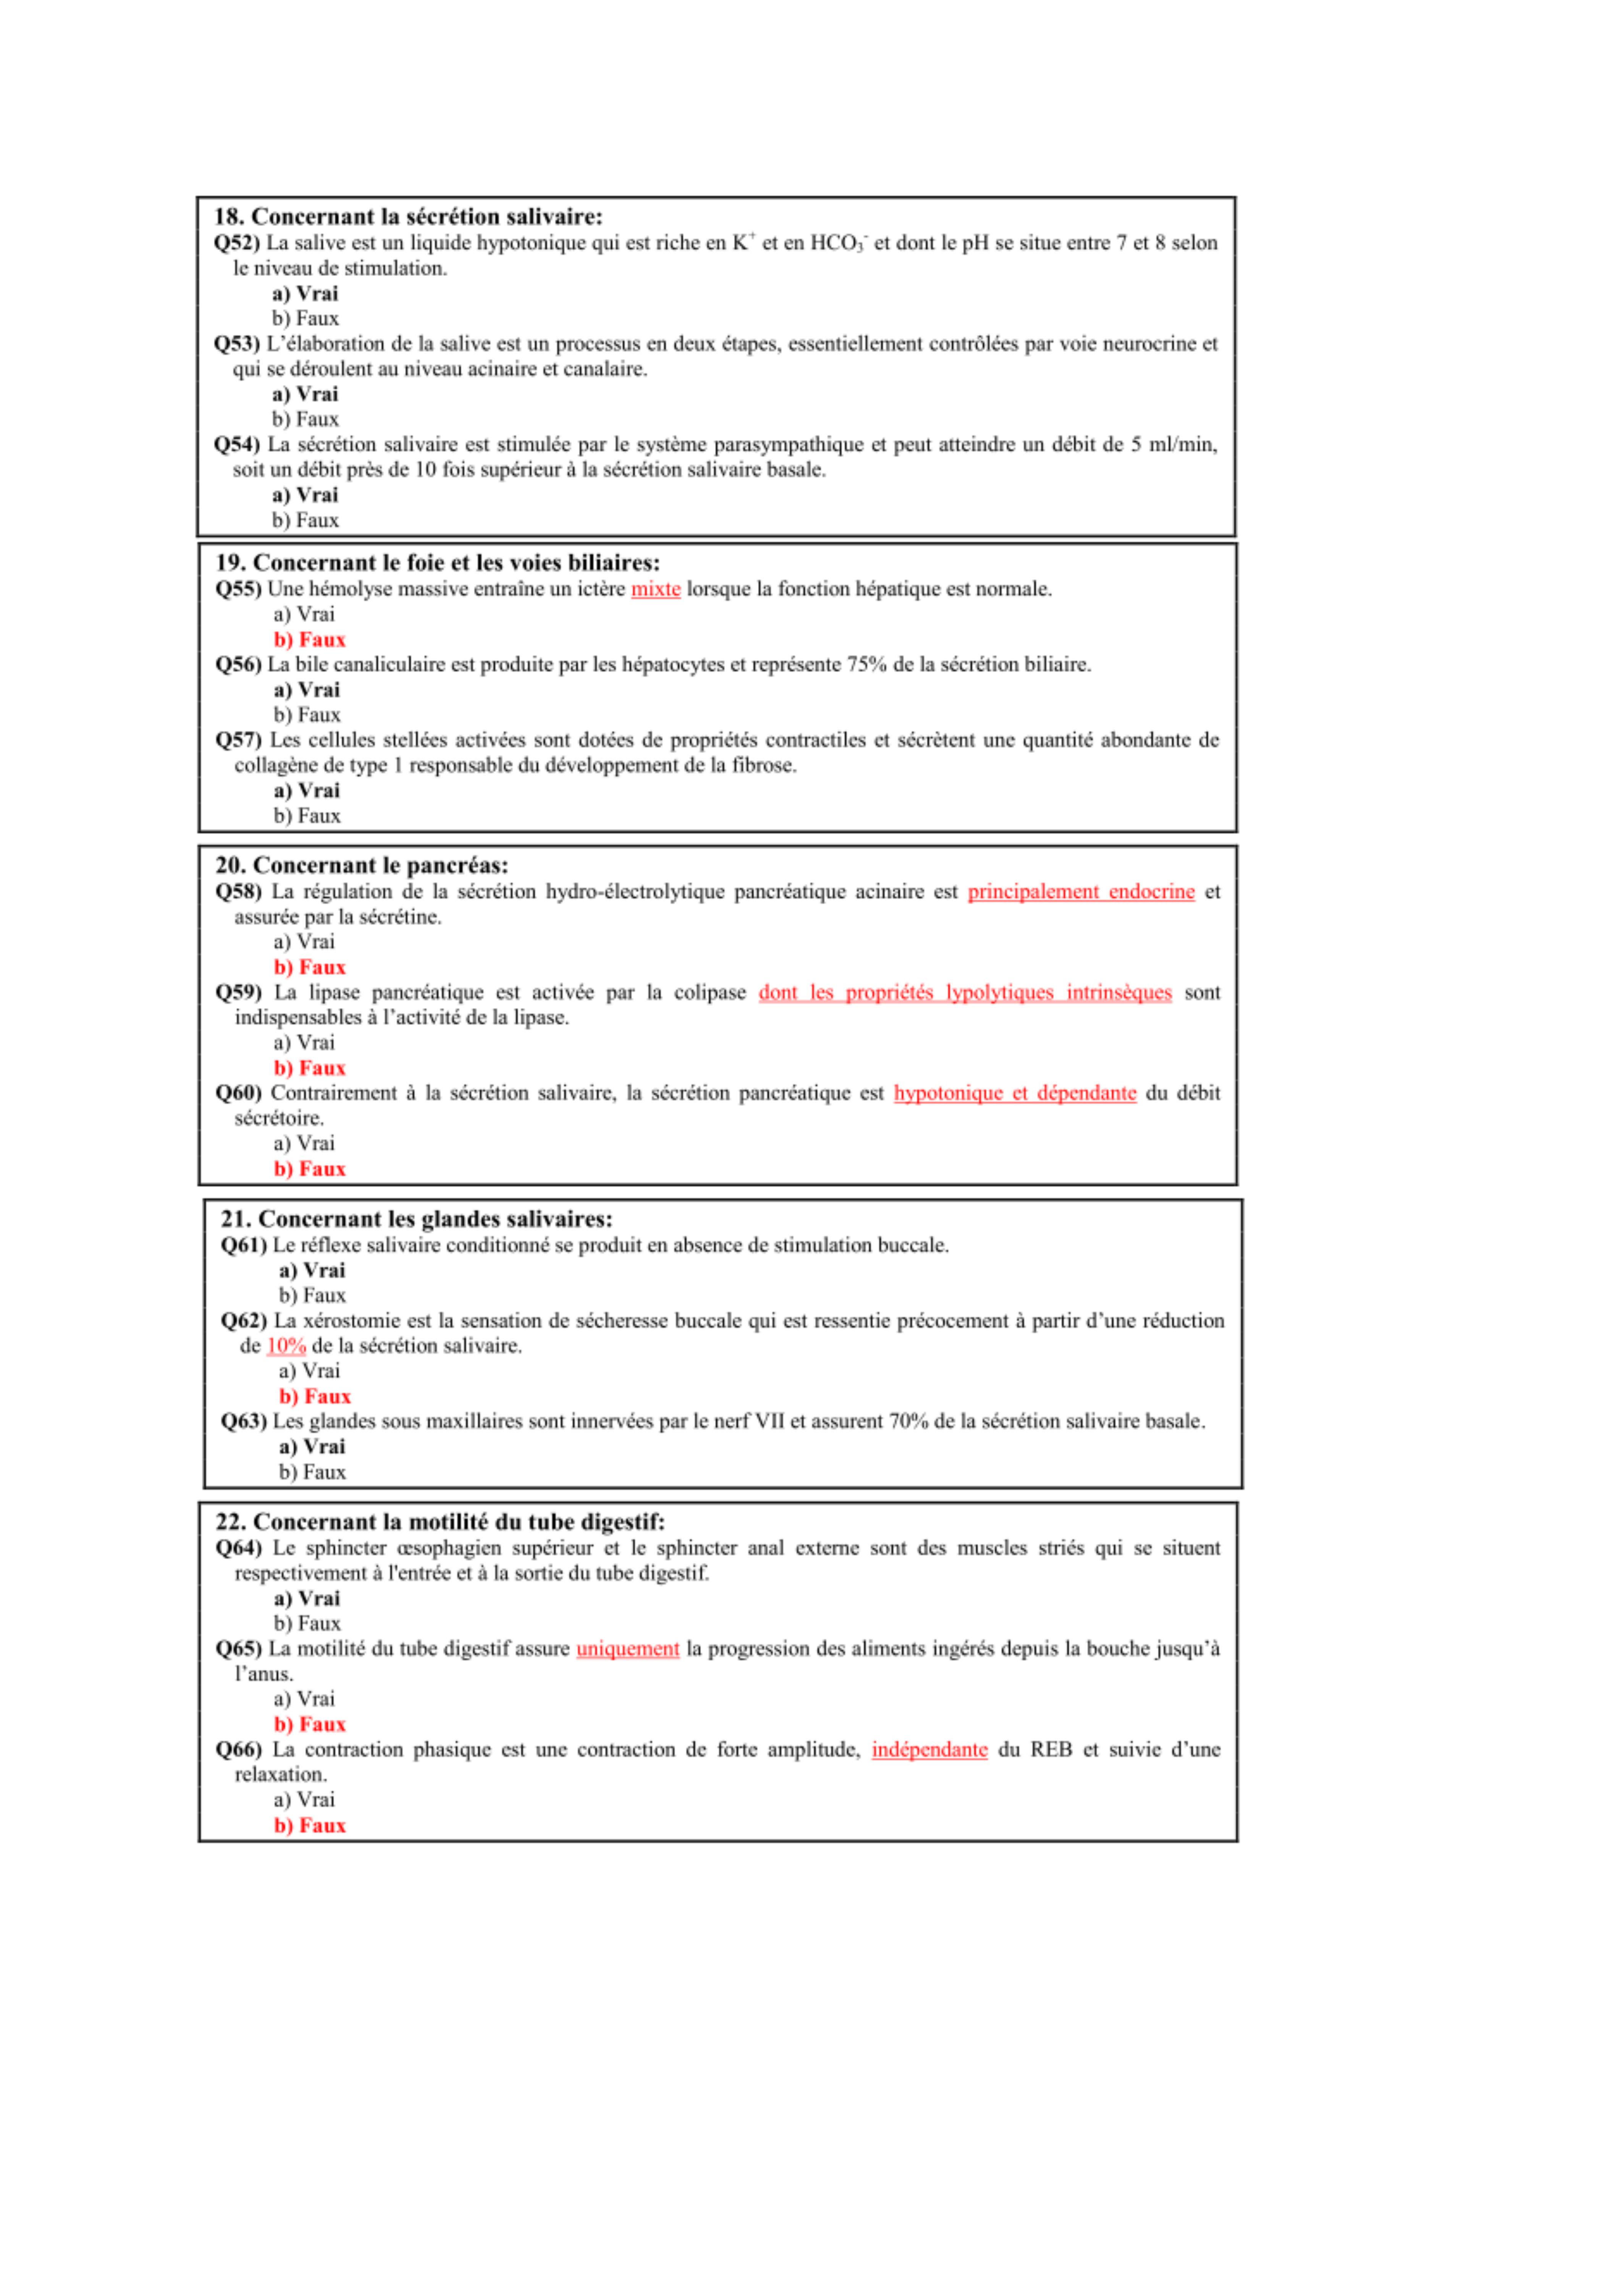 18. Concernant la sécrétion salivaire:
Q52) La salive est un liquide hypotonique qui est riche en K⁺ et en HCO₃⁻ et dont le pH se situe entre 7 et 8 selon
le niveau de stimulation.
a) Vrai
b) Faux
Q53) L’élaboration de la salive est un processus en deux étapes, essentiellement contrôlées par voie neurocrine et
qui se déroulent au niveau acinaire et canalaire.
a) Vrai
b) Faux
Q54) La sécrétion salivaire est stimulée par le système parasympathique et peut atteindre un débit de 5 ml/min,
soit un débit près de 10 fois supérieur à la sécrétion salivaire basale.
a) Vrai
b) Faux
19. Concernant le foie et les voies biliaires:
Q55) Une hémolyse massive entraîne un ictère mixte lorsque la fonction hépatique est normale.
a) Vrai
b) Faux
Q56) La bile canaliculaire est produite par les hépatocytes et représente 75% de la sécrétion biliaire.
a) Vrai
b) Faux
Q57) Les cellules stellées activées sont dotées de propriétés contractiles et sécrètent une quantité abondante de
collagène de type 1 responsable du développement de la fibrose.
a) Vrai
b) Faux
20. Concernant le pancréas:
Q58) La régulation de la sécrétion hydro-électrolytique pancréatique acinaire est principalement endocrine et
assurée par la sécrétine.
a) Vrai
b) Faux
Q59) La lipase pancréatique est activée par la colipase dont les propriétés lypolytiques intrinsèques sont
indispensables à l’activité de la lipase.
a) Vrai
b) Faux
Q60) Contrairement à la sécrétion salivaire, la sécrétion pancréatique est hypotonique et dépendante du débit
sécrétoire.
a) Vrai
b) Faux
21. Concernant les glandes salivaires:
Q61) Le réflexe salivaire conditionné se produit en absence de stimulation buccale.
a) Vrai
b) Faux
Q62) La xérostomie est la sensation de sécheresse buccale qui est ressentie précocement à partir d’une réduction
de 10% de la sécrétion salivaire.
a) Vrai
b) Faux
Q63) Les glandes sous maxillaires sont innervées par le nerf VII et assurent 70% de la sécrétion salivaire basale.
a) Vrai
b) Faux
22. Concernant la motilité du tube digestif:
Q64) Le sphincter œsophagien supérieur et le sphincter anal externe sont des muscles striés qui se situent
respectivement à l'entrée et à la sortie du tube digestif.
a) Vrai
b) Faux
Q65) La motilité du tube digestif assure uniquement la progression des aliments ingérés depuis la bouche jusqu’à
l’anus.
a) Vrai
b) Faux
Q66) La contraction phasique est une contraction de forte amplitude, indépendante du REB et suivie d’une
relaxation.
a) Vrai
b) Faux